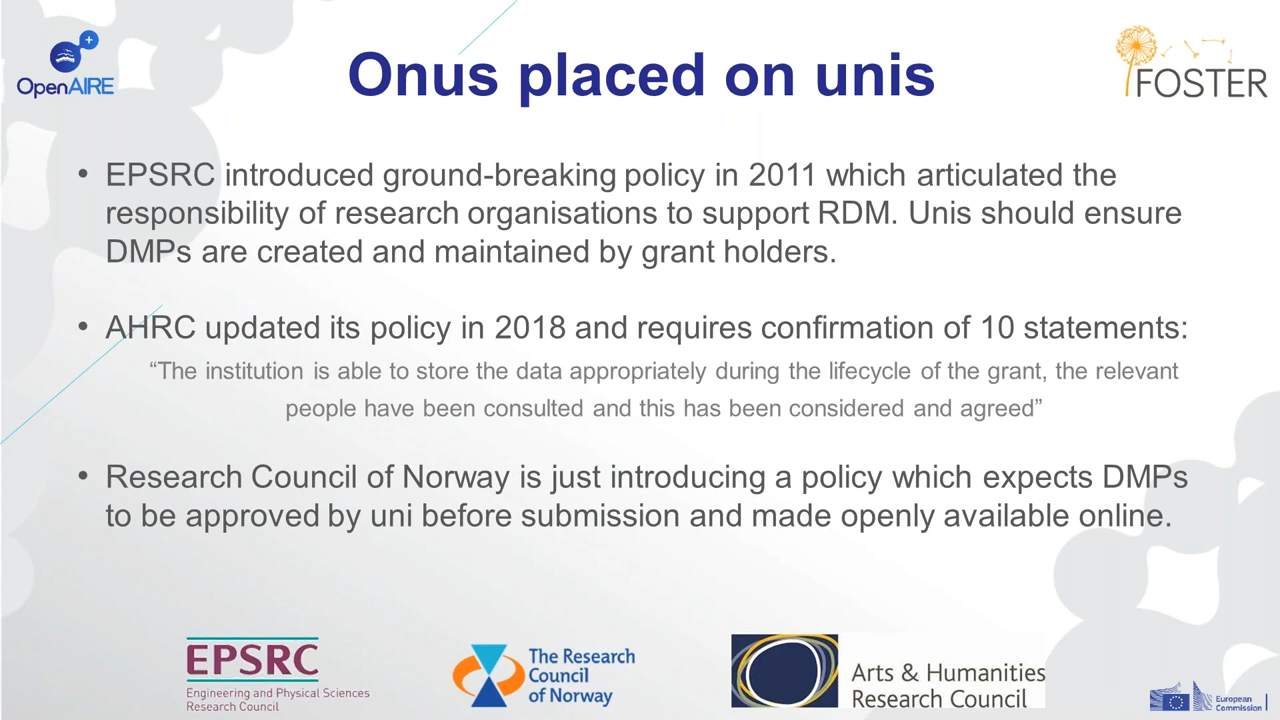 OpenAIRE
Onus placed on unis
FOSTER
• EPSRC introduced ground-breaking policy in 2011 which articulated the
responsibility of research organisations to support RDM. Unis should ensure
DMPs are created and maintained by grant holders.
• AHRC updated its policy in 2018 and requires confirmation of 10 statements:
“The institution is able to store the data appropriately during the lifecycle of the grant, the relevant
people have been consulted and this has been considered and agreed”
• Research Council of Norway is just introducing a policy which expects DMPs
to be approved by uni before submission and made openly available online.
EPSRC
Engineering and Physical Sciences
Research Council
The Research
Council
of Norway
Arts & Humanities
Research Council
European
Commission